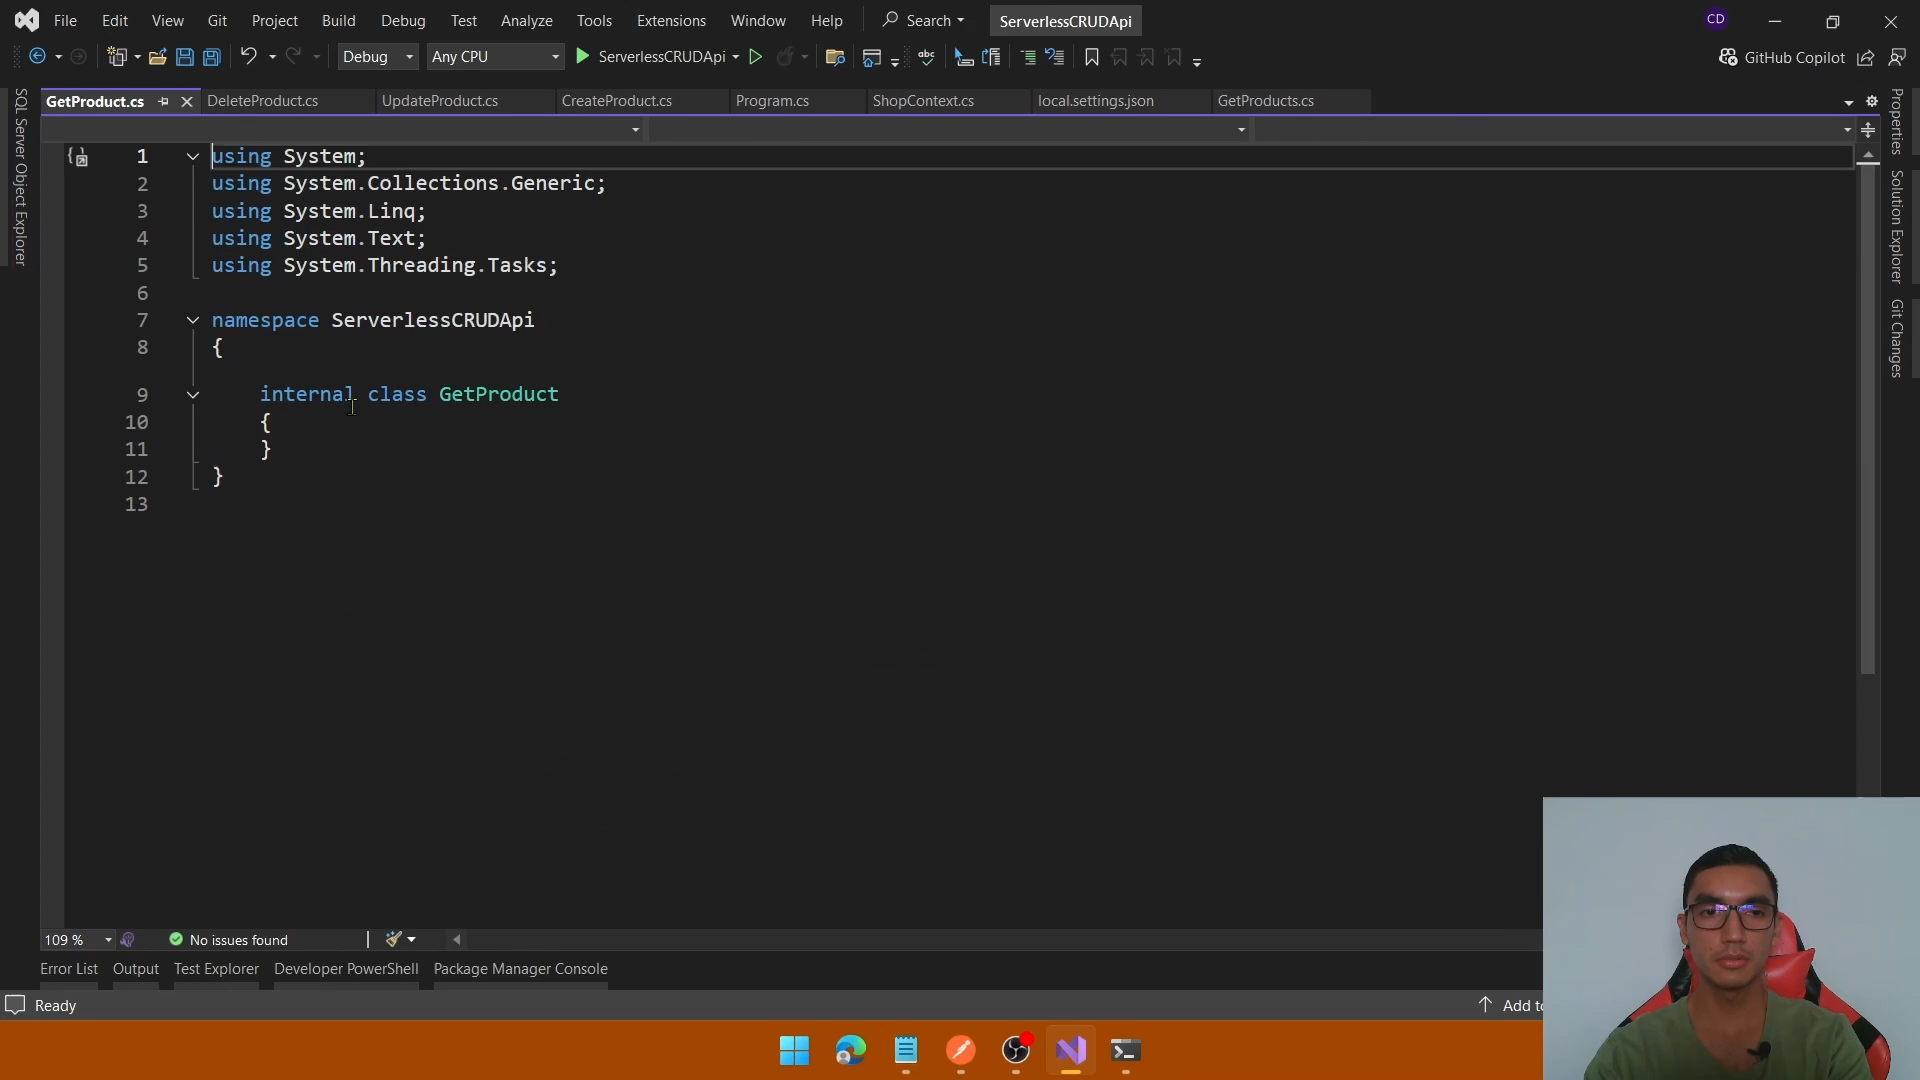 File Edit View Git Project Build Debug Test Analyze Tools Extensions Window Help Search ServerlessCRUDApi CD
Debug Any CPU ServerlessCRUDApi abc GitHub Copilot
GetProduct.cs DeleteProduct.cs UpdateProduct.cs CreateProduct.cs Program.cs ShopContext.cs local.settings.json GetProducts.cs
SQL Server Object Explorer
Properties
Solution Explorer
Git Changes
1 using System;
2 using System.Collections.Generic;
3 using System.Linq;
4 using System.Text;
5 using System.Threading.Tasks;
6
7 namespace ServerlessCRUDApi
8 {
9 internal class GetProduct
10 {
11 }
12 }
13
109 % No issues found
Error List Output Test Explorer Developer PowerShell Package Manager Console
Ready Add to